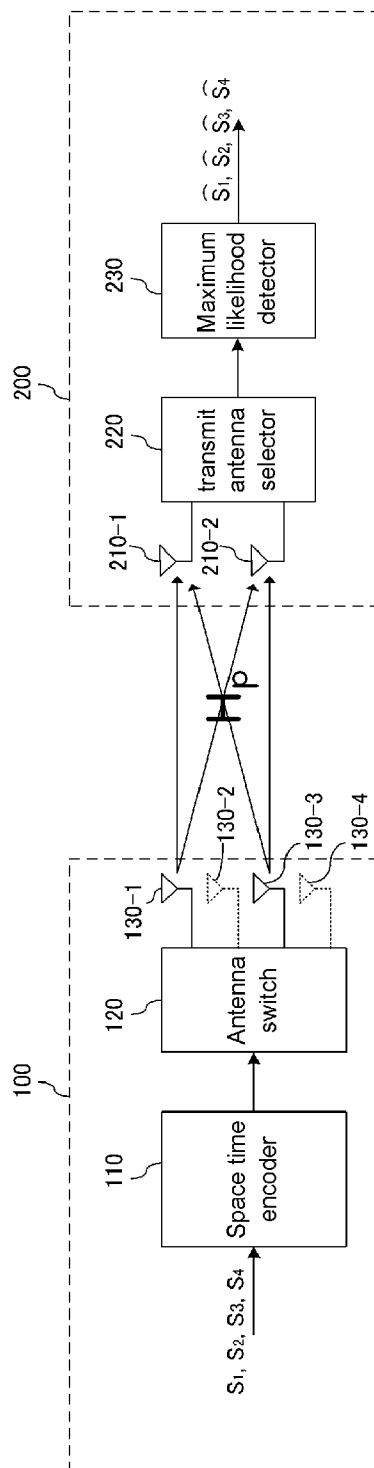 100
S1, S2, S3, S4
110
Space time
encoder
120
Antenna
switch
130-1
130-2
130-3
130-4
Hp
200
210-1
210-2
220
transmit
antenna
selector
230
Maximum
likelihood
detector
Ŝ1, Ŝ2, Ŝ3, Ŝ4